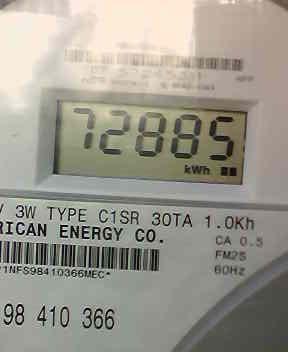 72885
kWh
V 3W TYPE C1SR 30TA 1.0Kh
RICAN ENERGY CO.
CA 0.5
FM2S
60Hz
1NFS98410366MEC*
98 410 366